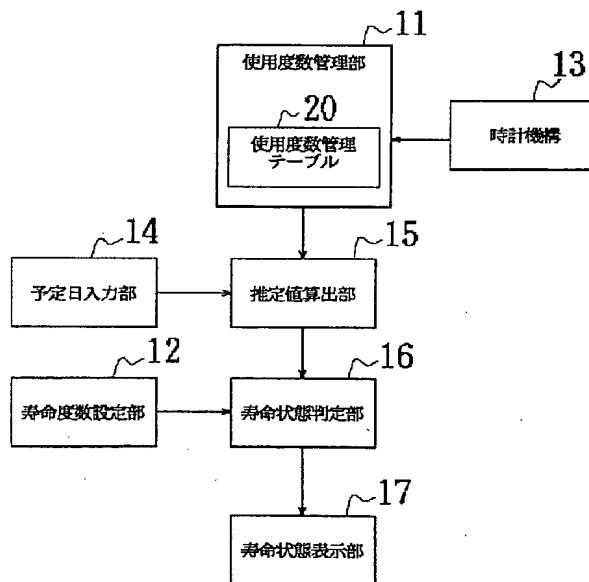 11
使用度数管理部
13
20
使用度数管理
テーブル
時計機構
14
15
予定日入力部
推定値算出部
12
16
寿命度数設定部
寿命状態判定部
17
寿命状態表示部